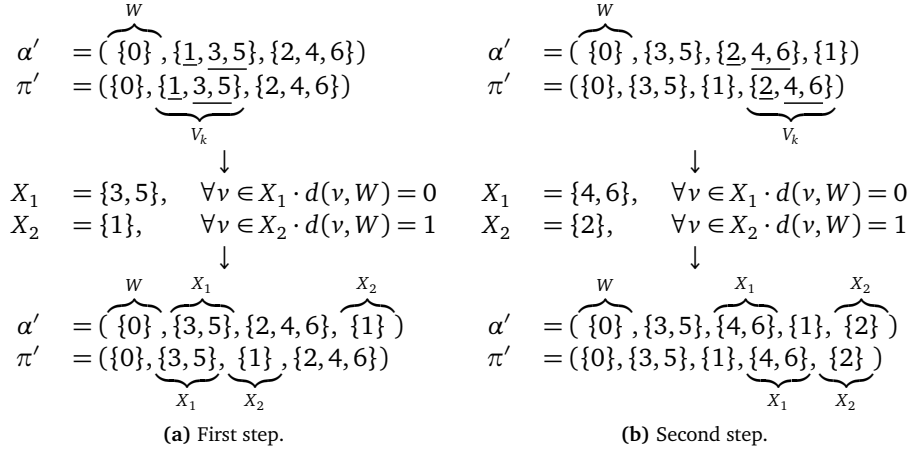 W
α′ = ( {0} , {1, 3, 5}, {2, 4, 6})
π′ = ({0}, {1, 3, 5}, {2, 4, 6})
V_k
↓
X_1 = {3, 5}, ∀v ∈ X_1 · d(v, W) = 0
X_2 = {1}, ∀v ∈ X_2 · d(v, W) = 1
↓
W X_1 X_2
α′ = ( {0} , {3, 5}, {2, 4, 6}, {1} )
π′ = ({0}, {3, 5}, {1} , {2, 4, 6})
X_1 X_2
(a) First step.
W
α′ = ( {0} , {3, 5}, {2, 4, 6}, {1})
π′ = ({0}, {3, 5}, {1}, {2, 4, 6})
V_k
↓
X_1 = {4, 6}, ∀v ∈ X_1 · d(v, W) = 0
X_2 = {2}, ∀v ∈ X_2 · d(v, W) = 1
↓
W X_1 X_2
α′ = ( {0} , {3, 5}, {4, 6}, {1}, {2} )
π′ = ({0}, {3, 5}, {1}, {4, 6}, {2} )
X_1 X_2
(b) Second step.